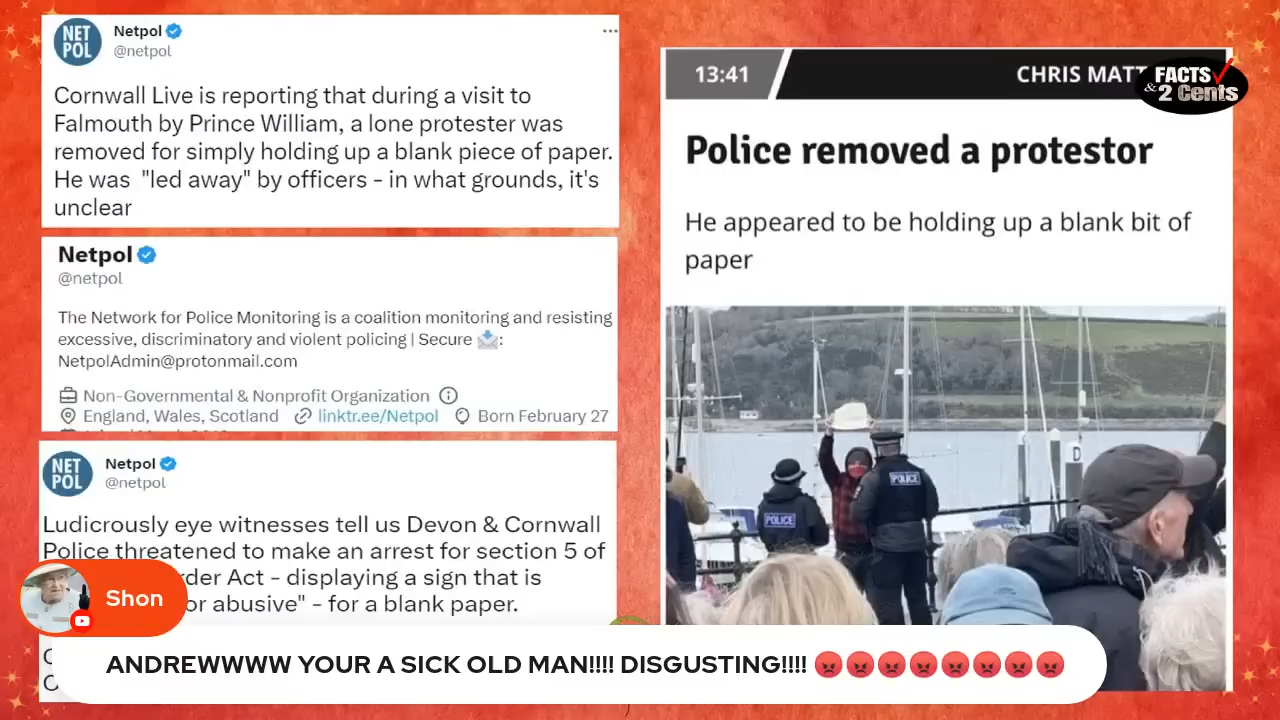 NET
POL
Netpol
@netpol
Cornwall Live is reporting that during a visit to
Falmouth by Prince William, a lone protester was
removed for simply holding up a blank piece of paper.
He was "led away" by officers - in what grounds, it's
unclear
Netpol
@netpol
The Network for Police Monitoring is a coalition monitoring and resisting
excessive, discriminatory and violent policing | Secure 📩:
NetpolAdmin@protonmail.com
Non-Governmental & Nonprofit Organization
England, Wales, Scotland linktr.ee/Netpol Born February 27
NET
POL
Netpol
@netpol
Ludicrously eye witnesses tell us Devon & Cornwall
Police threatened to make an arrest for section 5 of
Act - displaying a sign that is
or abusive" - for a blank paper.
13:41
CHRIS MATT
FACTS
& 2 Cents
Police removed a protestor
He appeared to be holding up a blank bit of
paper
POLICE
POLICE
D
Shon
ANDREWWWW YOUR A SICK OLD MAN!!!! DISGUSTING!!!! 😡😡😡😡😡😡😡😡